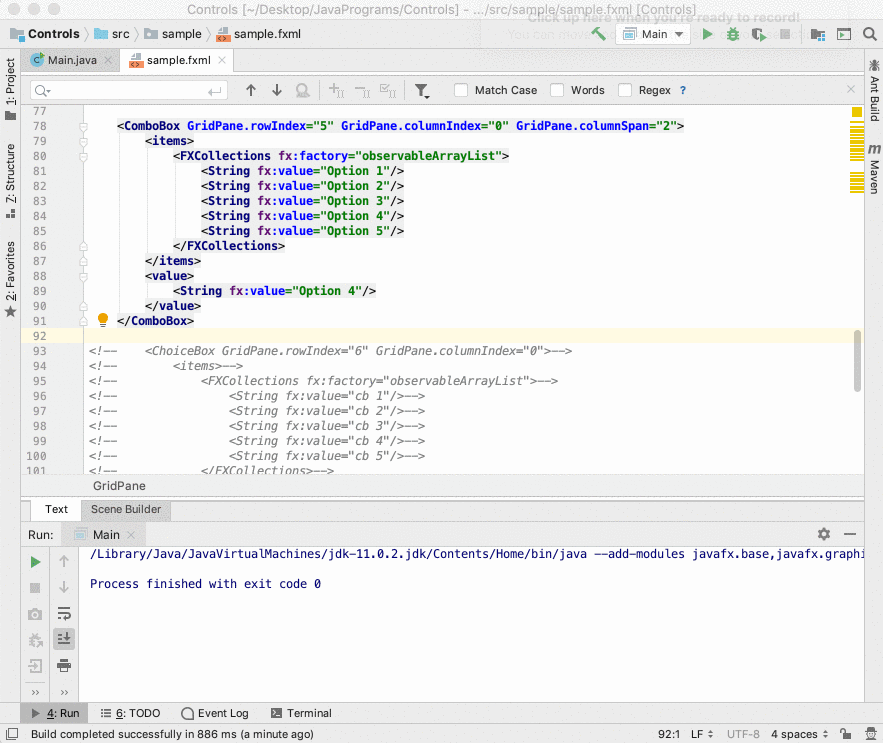 Controls [~/Desktop/JavaPrograms/Controls] - .../src/sample/sample.fxml [Controls]
Click up here when you're ready to record!
Controls src sample sample.fxml Main
Main.java sample.fxml
Match Case Words Regex ?
77
78 <ComboBox GridPane.rowIndex="5" GridPane.columnIndex="0" GridPane.columnSpan="2">
79 <items>
80 <FXCollections fx:factory="observableArrayList">
81 <String fx:value="Option 1"/>
82 <String fx:value="Option 2"/>
83 <String fx:value="Option 3"/>
84 <String fx:value="Option 4"/>
85 <String fx:value="Option 5"/>
86 </FXCollections>
87 </items>
88 <value>
89 <String fx:value="Option 4"/>
90 </value>
91 </ComboBox>
92
93 <!-- <ChoiceBox GridPane.rowIndex="6" GridPane.columnIndex="0">-->
94 <!-- <items>-->
95 <!-- <FXCollections fx:factory="observableArrayList">-->
96 <!-- <String fx:value="cb 1"/>-->
97 <!-- <String fx:value="cb 2"/>-->
98 <!-- <String fx:value="cb 3"/>-->
99 <!-- <String fx:value="cb 4"/>-->
100 <!-- <String fx:value="cb 5"/>-->
101 <!-- </FXCollections>-->
GridPane
Text Scene Builder
Run: Main
/Library/Java/JavaVirtualMachines/jdk-11.0.2.jdk/Contents/Home/bin/java --add-modules javafx.base,javafx.graphi
Process finished with exit code 0
1: Project
7: Structure
2: Favorites
Ant Build
m Maven
4: Run 6: TODO Event Log Terminal
Build completed successfully in 886 ms (a minute ago) 92:1 LF UTF-8 4 spaces